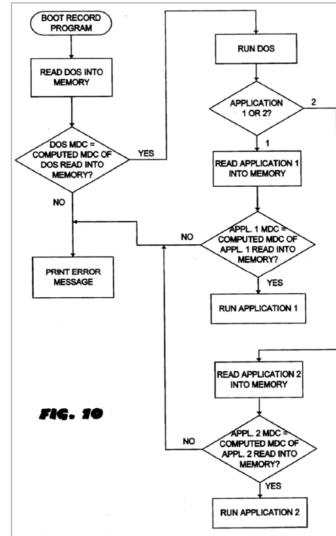 BOOT RECORD
PROGRAM
READ DOS INTO
MEMORY
DOS MDC =
COMPUTED MDC OF
DOS READ INTO
MEMORY?
YES
NO
PRINT ERROR
MESSAGE
RUN DOS
APPLICATION
1 OR 2?
2
1
READ APPLICATION 1
INTO MEMORY
APPL. 1 MDC =
COMPUTED MDC OF
APPL. 1 READ INTO
MEMORY?
NO
YES
RUN APPLICATION 1
READ APPLICATION 2
INTO MEMORY
APPL. 2 MDC =
COMPUTED MDC OF
APPL. 2 READ INTO
MEMORY?
NO
YES
RUN APPLICATION 2
FIG. 10